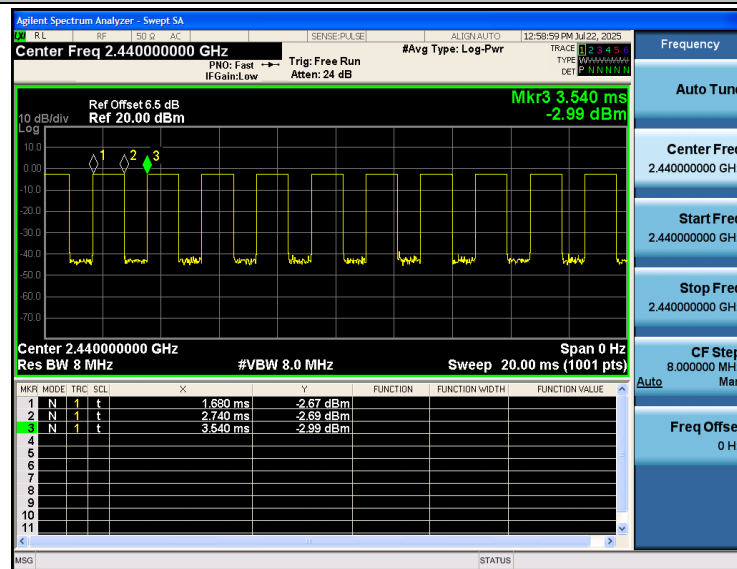 Agilent Spectrum Analyzer - Swept SA
LXI RL RF 50 Ω AC SENSE:PULSE ALIGN AUTO 12:58:59 PM Jul 22, 2025
Center Freq 2.440000000 GHz
PNO: Fast
IFGain:Low
Trig: Free Run
Atten: 24 dB
#Avg Type: Log-Pwr
TRACE 1 2 3 4 5 6
TYPE
DET P N N N N N
Mkr3 3.540 ms
-2.99 dBm
Ref Offset 6.5 dB
10 dB/div Ref 20.00 dBm
Log
10.0
0.00
-10.0
-20.0
-30.0
-40.0
-50.0
-60.0
-70.0
1 2 3
Center 2.440000000 GHz Span 0 Hz
Res BW 8 MHz #VBW 8.0 MHz Sweep 20.00 ms (1001 pts)
MKR MODE TRC SCL X Y FUNCTION FUNCTION WIDTH FUNCTION VALUE
1 N 1 t 1.680 ms -2.67 dBm
2 N 1 t 2.740 ms -2.69 dBm
3 N 1 t 3.540 ms -2.99 dBm
4
5
6
7
8
9
10
11
MSG STATUS
Frequency
Auto Tun
Center Fre
2.440000000 GH
Start Fre
2.440000000 GH
Stop Fre
2.440000000 GH
CF Step
8.000000 MH
Auto Man
Freq Offse
0 H